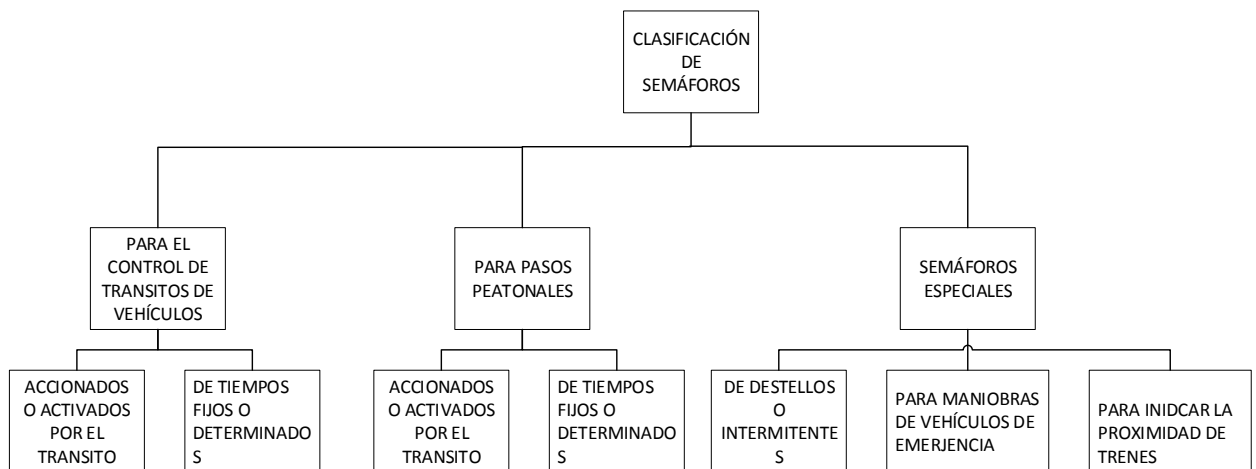 CLASIFICACIÓN
DE
SEMÁFOROS
PARA EL
CONTROL DE
TRANSITOS DE
VEHÍCULOS
PARA PASOS
PEATONALES
SEMÁFOROS
ESPECIALES
ACCIONADOS
O ACTIVADOS
POR EL
TRANSITO
DE TIEMPOS
FIJOS O
DETERMINADO
S
ACCIONADOS
O ACTIVADOS
POR EL
TRANSITO
DE TIEMPOS
FIJOS O
DETERMINADO
S
DE DESTELLOS
O
INTERMITENTE
S
PARA MANIOBRAS
DE VEHÍCULOS DE
EMERJENCIA
PARA INIDCAR LA
PROXIMIDAD DE
TRENES